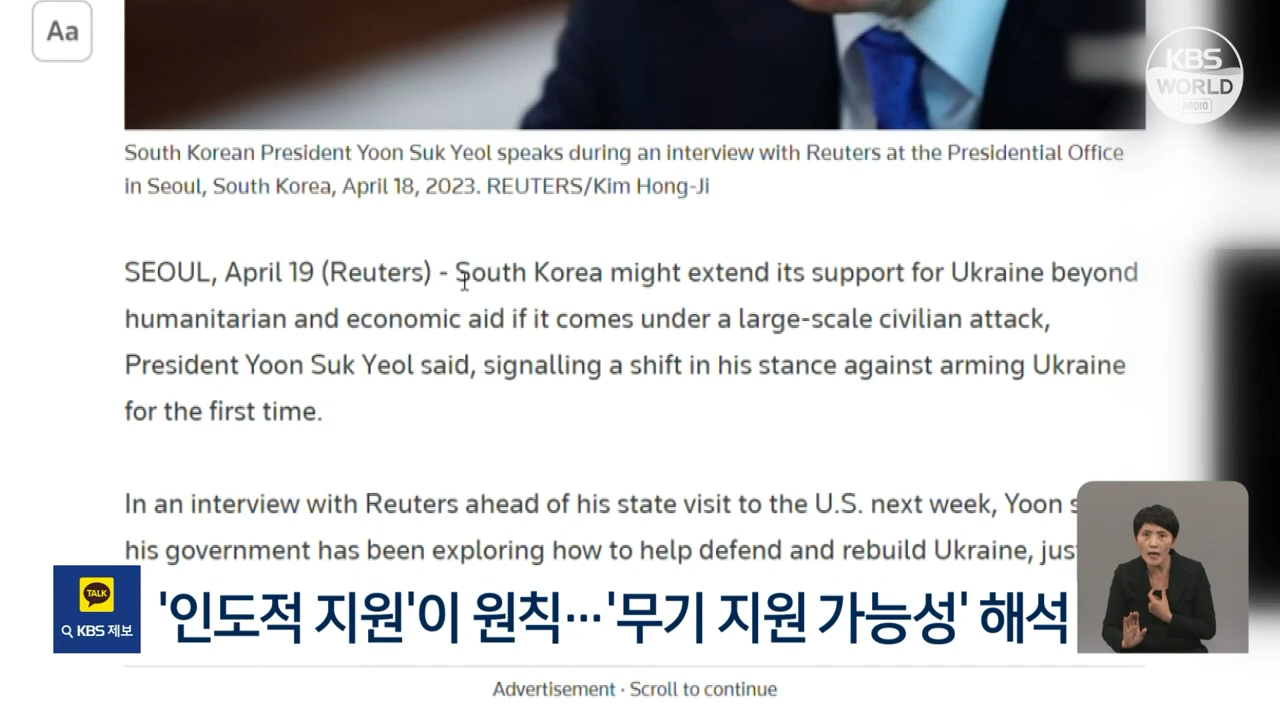 Aa
KBS
WORLD
RADIO
South Korean President Yoon Suk Yeol speaks during an interview with Reuters at the Presidential Office
in Seoul, South Korea, April 18, 2023. REUTERS/Kim Hong-Ji
SEOUL, April 19 (Reuters) - South Korea might extend its support for Ukraine beyond
humanitarian and economic aid if it comes under a large-scale civilian attack,
President Yoon Suk Yeol said, signalling a shift in his stance against arming Ukraine
for the first time.
In an interview with Reuters ahead of his state visit to the U.S. next week, Yoon
his government has been exploring how to help defend and rebuild Ukraine,
TALK
KBS 제보
'인도적 지원'이 원칙…'무기 지원 가능성' 해석
Advertisement · Scroll to continue